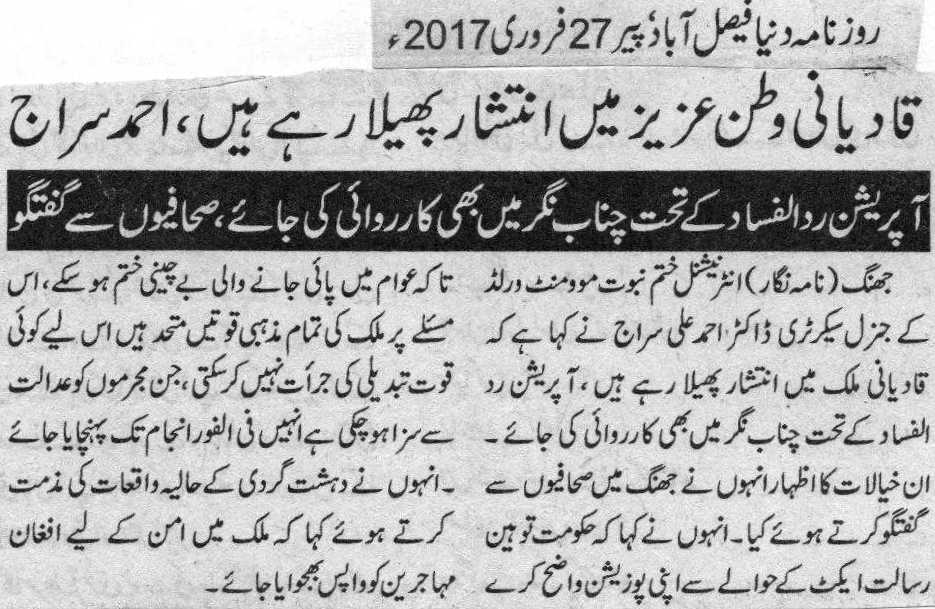 روزنامہ دنیا فیصل آباد، پیر 27 فروری 2017ء
قادیانی وطن عزیز میں انتشار پھیلا رہے ہیں، احمد سراج
آپریشن ردالفساد کے تحت چناب نگر میں بھی کارروائی کی جائے، صحافیوں سے گفتگو
جھنگ (نامہ نگار) انٹرنیشنل ختم نبوت موومنٹ ورلڈ
کے جنرل سیکرٹری ڈاکٹر احمد علی سراج نے کہا ہے کہ
قادیانی ملک میں انتشار پھیلا رہے ہیں، آپریشن رد
الفساد کے تحت چناب نگر میں بھی کارروائی کی جائے۔
ان خیالات کا اظہار انہوں نے جھنگ میں صحافیوں سے
گفتگو کرتے ہوئے کیا۔ انہوں نے کہا کہ حکومت توہین
رسالت ایکٹ کے حوالے سے اپنی پوزیشن واضح کرے
تاکہ عوام میں پائی جانے والی بے چینی ختم ہو سکے، اس
مسئلے پر ملک کی تمام مذہبی قوتیں متحد ہیں اس لیے کوئی
قوت تبدیلی کی جرأت نہیں کرسکتی، جن مجرموں کو عدالت
سے سزا ہوچکی ہے انہیں فی الفور انجام تک پہنچایا جائے
۔ انہوں نے دہشت گردی کے حالیہ واقعات کی مذمت
کرتے ہوئے کہا کہ ملک میں امن کے لیے افغان
مہاجرین کو واپس بھجوایا جائے۔